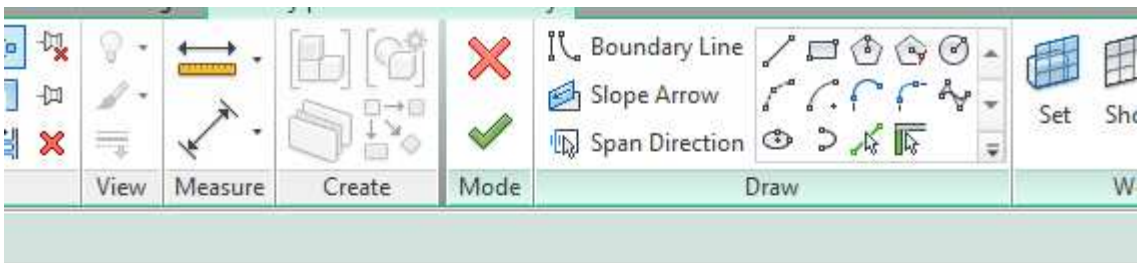 Boundary Line
Slope Arrow
Span Direction
Set
View
Measure
Create
Mode
Draw